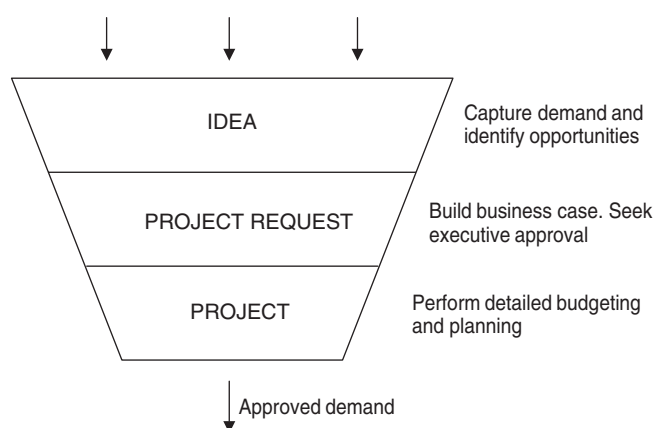 IDEA
Capture demand and
identify opportunities
PROJECT REQUEST
Build business case. Seek
executive approval
PROJECT
Perform detailed budgeting
and planning
Approved demand